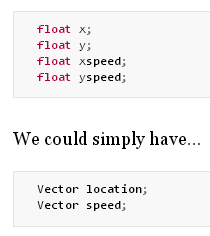 float x;
float y;
float xspeed;
float yspeed;
We could simply have...
Vector location;
Vector speed;